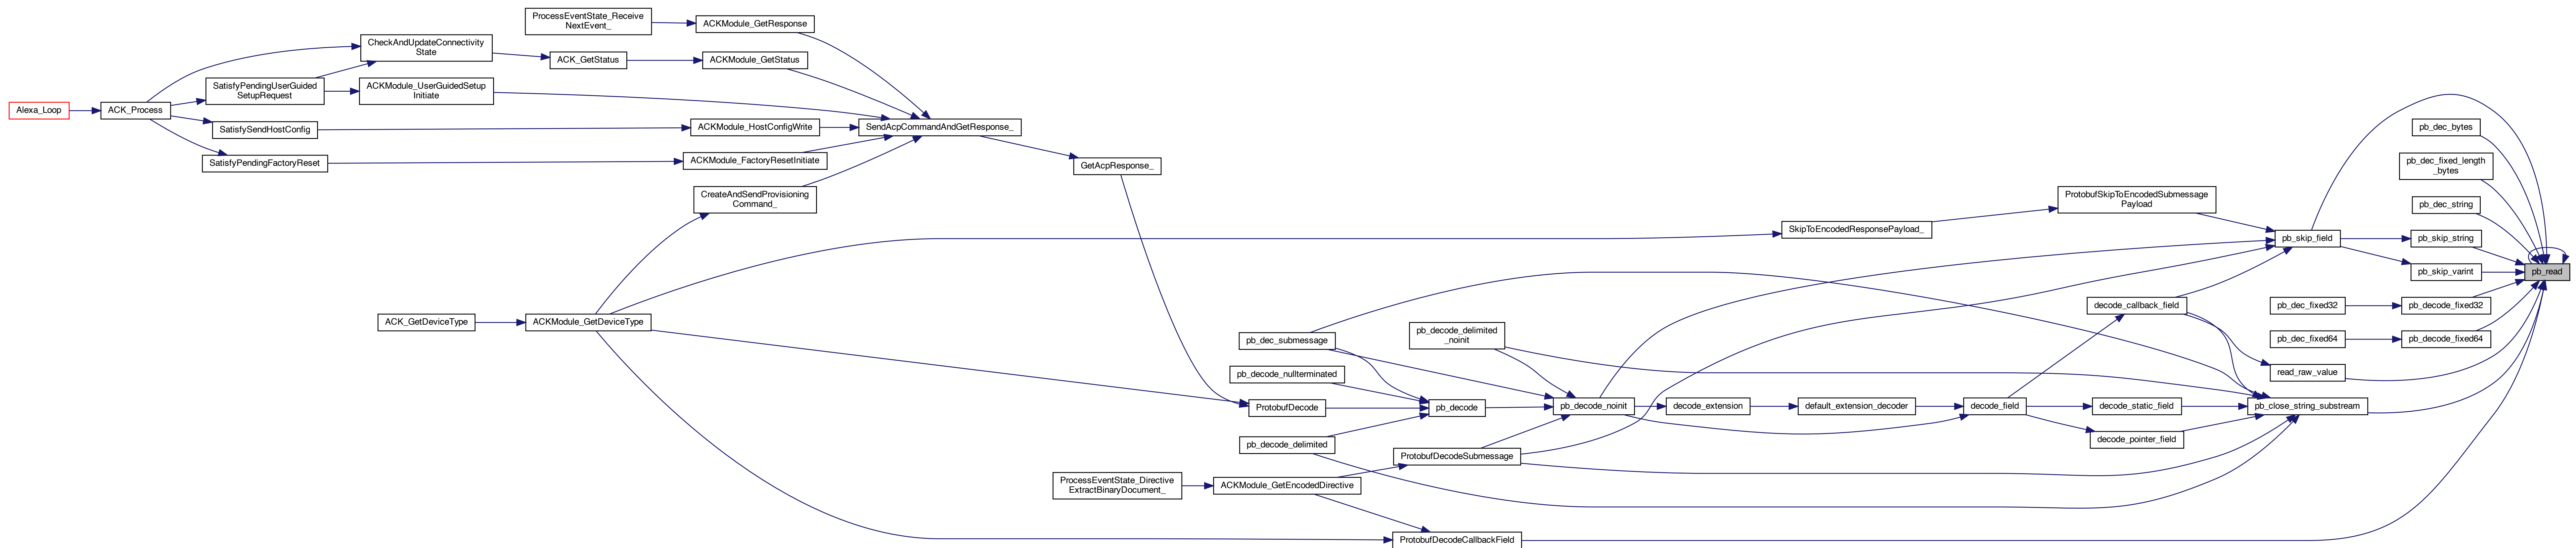 ProcessEventState_Receive
NextEvent_
ACKModule_GetResponse
CheckAndUpdateConnectivity
State
ACK_GetStatus
ACKModule_GetStatus
SatisfyPendingUserGuided
SetupRequest
ACKModule_UserGuidedSetup
Initiate
Alexa_Loop
ACK_Process
SatisfySendHostConfig
ACKModule_HostConfigWrite
SendAcpCommandAndGetResponse_
SatisfyPendingFactoryReset
ACKModule_FactoryResetInitiate
GetAcpResponse_
CreateAndSendProvisioning
Command_
ProtobufSkipToEncodedSubmessage
Payload
SkipToEncodedResponsePayload_
pb_dec_bytes
pb_dec_fixed_length
_bytes
pb_dec_string
pb_skip_field
pb_skip_string
pb_skip_varint
pb_read
decode_callback_field
pb_dec_fixed32
pb_decode_fixed32
ACK_GetDeviceType
ACKModule_GetDeviceType
pb_dec_submessage
pb_decode_delimited
_noinit
pb_dec_fixed64
pb_decode_fixed64
pb_decode_nullterminated
read_raw_value
ProtobufDecode
pb_decode
pb_decode_noinit
decode_extension
default_extension_decoder
decode_field
decode_static_field
pb_close_string_substream
pb_decode_delimited
decode_pointer_field
ProtobufDecodeSubmessage
ProcessEventState_Directive
ExtractBinaryDocument_
ACKModule_GetEncodedDirective
ProtobufDecodeCallbackField